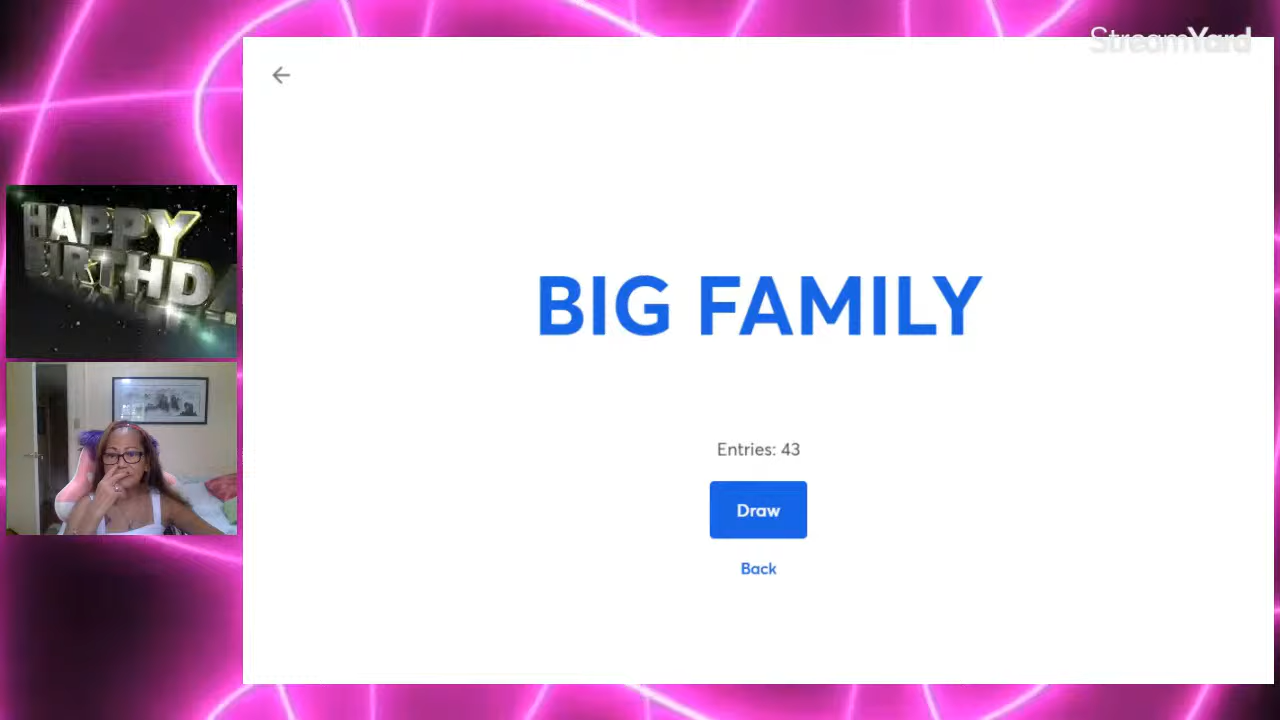 StreamYard
HAPPY
BIRTHDA
BIG FAMILY
Entries: 43
Draw
Back